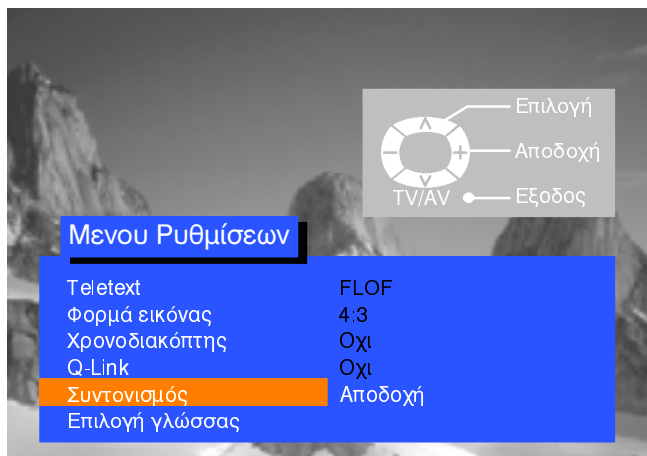 Επιλογή
Αποδοχή
TV/AV Εξοδος
Μενου Ρυθμίσεων
Teletext FLOF
Φορμά εικόνας 4:3
Χρονοδιακόπτης Οχι
Q-Link Οχι
Συντονισμός Αποδοχή
Επιλογή γλώσσας